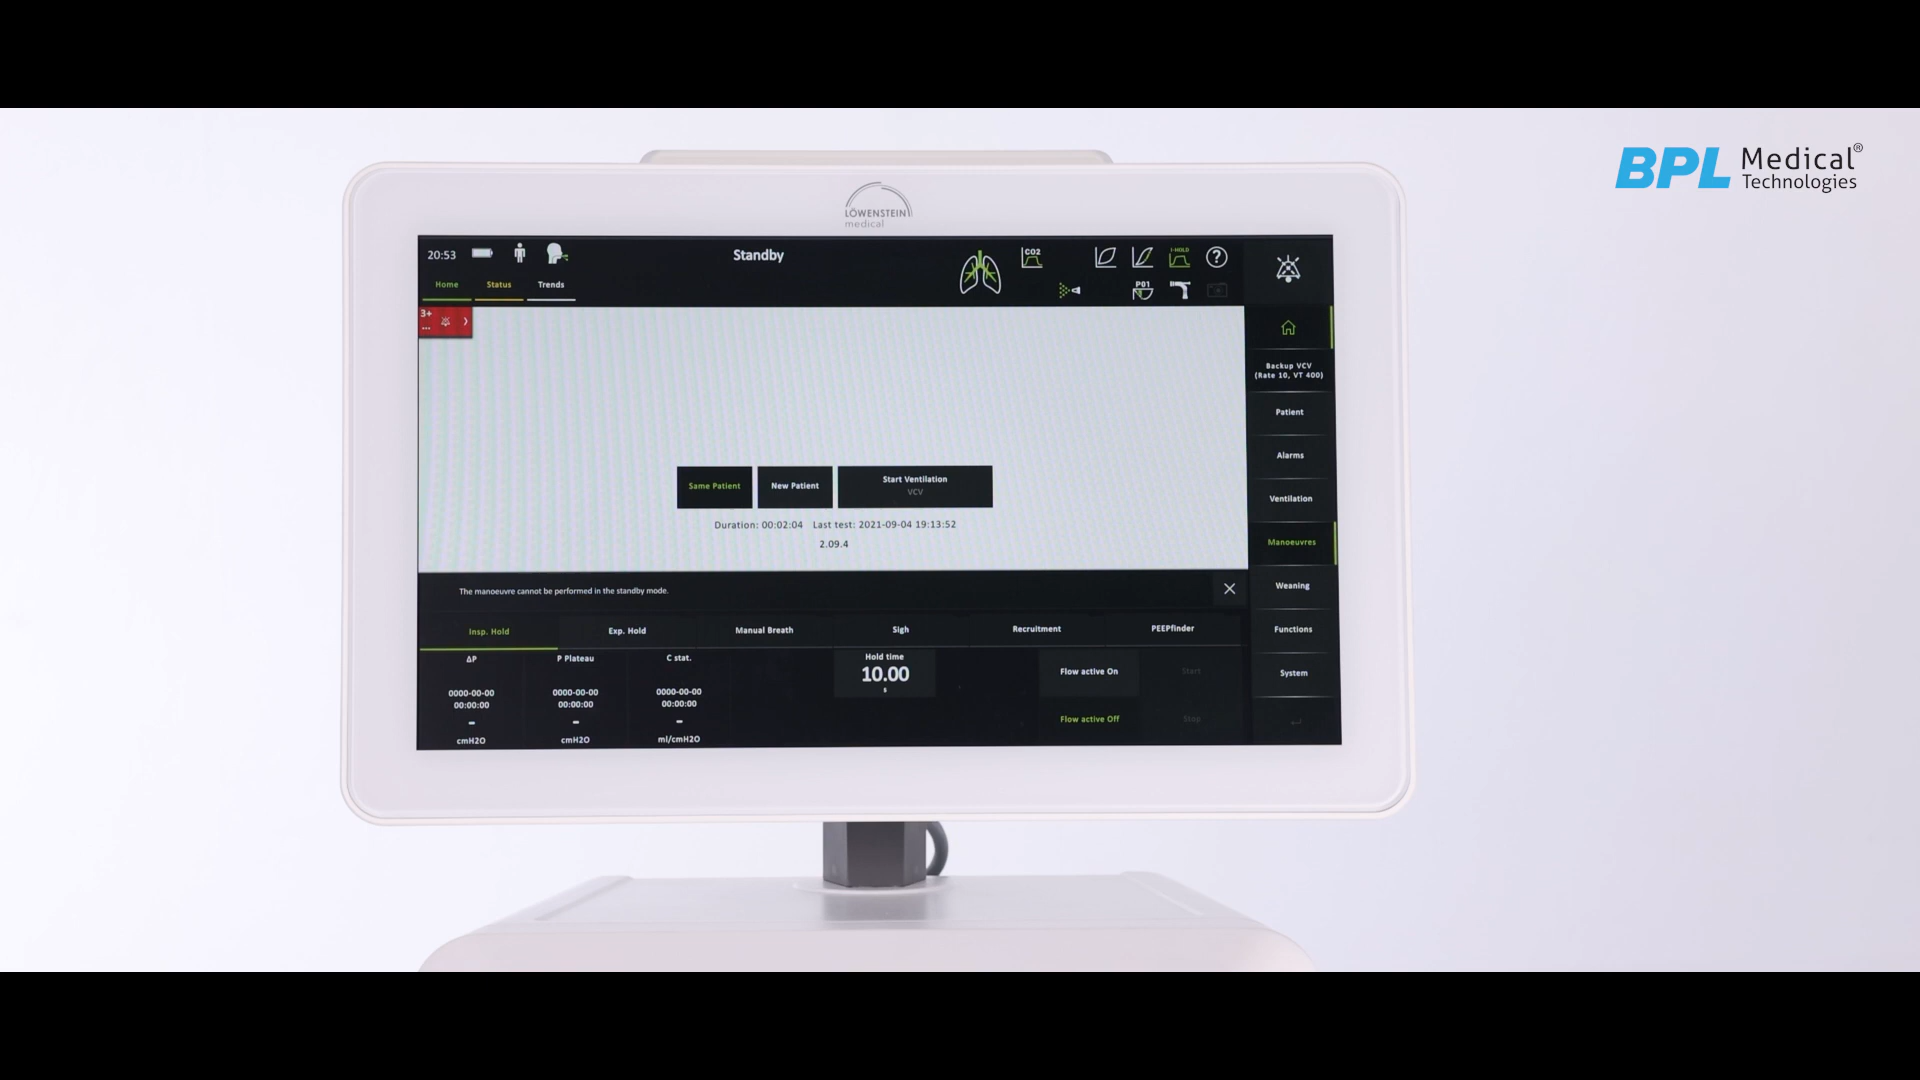 BPL Medical®
Technologies
LÖWENSTEIN
medical
20:53
Standby
CO2
I-HOLD
?
Home
Status
Trends
P01
3+
...
Backup VCV
(Rate 10, VT 400)
Patient
Alarms
Ventilation
Manoeuvres
Weaning
Functions
System
Same Patient
New Patient
Start Ventilation
VCV
Duration: 00:02:04 Last test: 2021-09-04 19:13:52
2.09.4
The manoeuvre cannot be performed in the standby mode.
Insp. Hold
Exp. Hold
Manual Breath
Sigh
Recruitment
PEEPfinder
ΔP
0000-00-00
00:00:00
–
cmH2O
P Plateau
0000-00-00
00:00:00
–
cmH2O
C stat.
0000-00-00
00:00:00
–
ml/cmH2O
Hold time
10.00
s
Flow active On
Start
Flow active Off
Stop